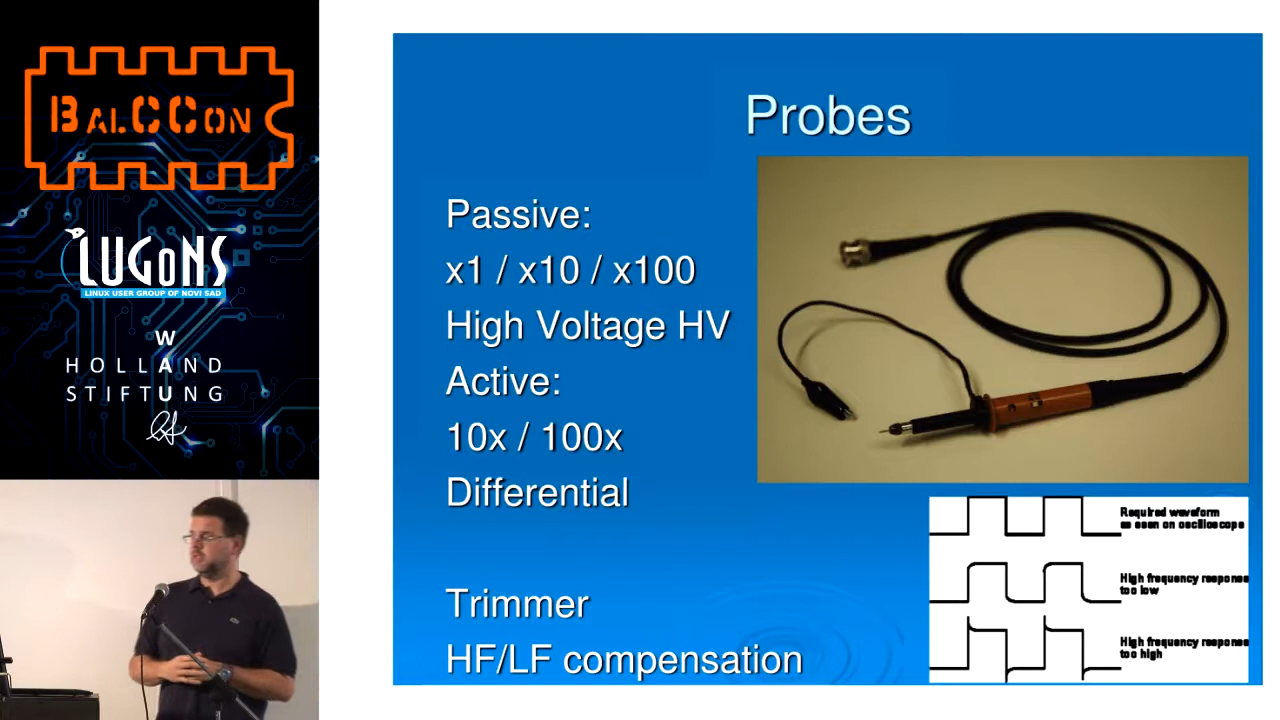 BALCCON
LUGoNS
LINUX USER GROUP OF NOVI SAD
W
HOLLAND
STIFTUNG
Probes
Passive:
x1 / x10 / x100
High Voltage HV
Active:
10x / 100x
Differential
Trimmer
HF/LF compensation
Required waveform
as seen on oscilloscope
High frequency response
too low
High frequency response
too high